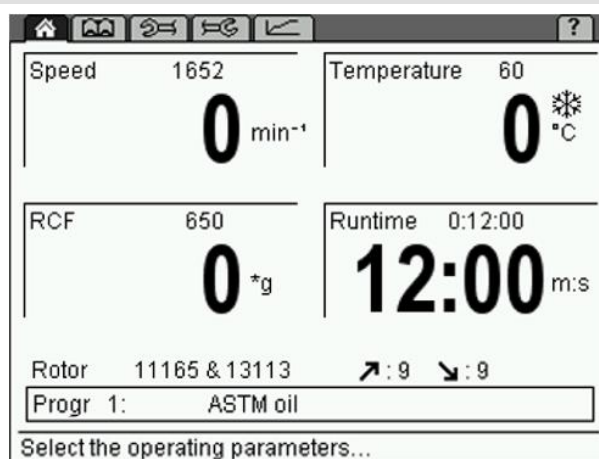 ?
Speed 1652
0 min⁻¹
Temperature 60
0 °C
RCF 650
0 *g
Runtime 0:12:00
12:00 m:s
Rotor 11165 & 13113 ↗: 9 ↘: 9
Progr 1: ASTM oil
Select the operating parameters...